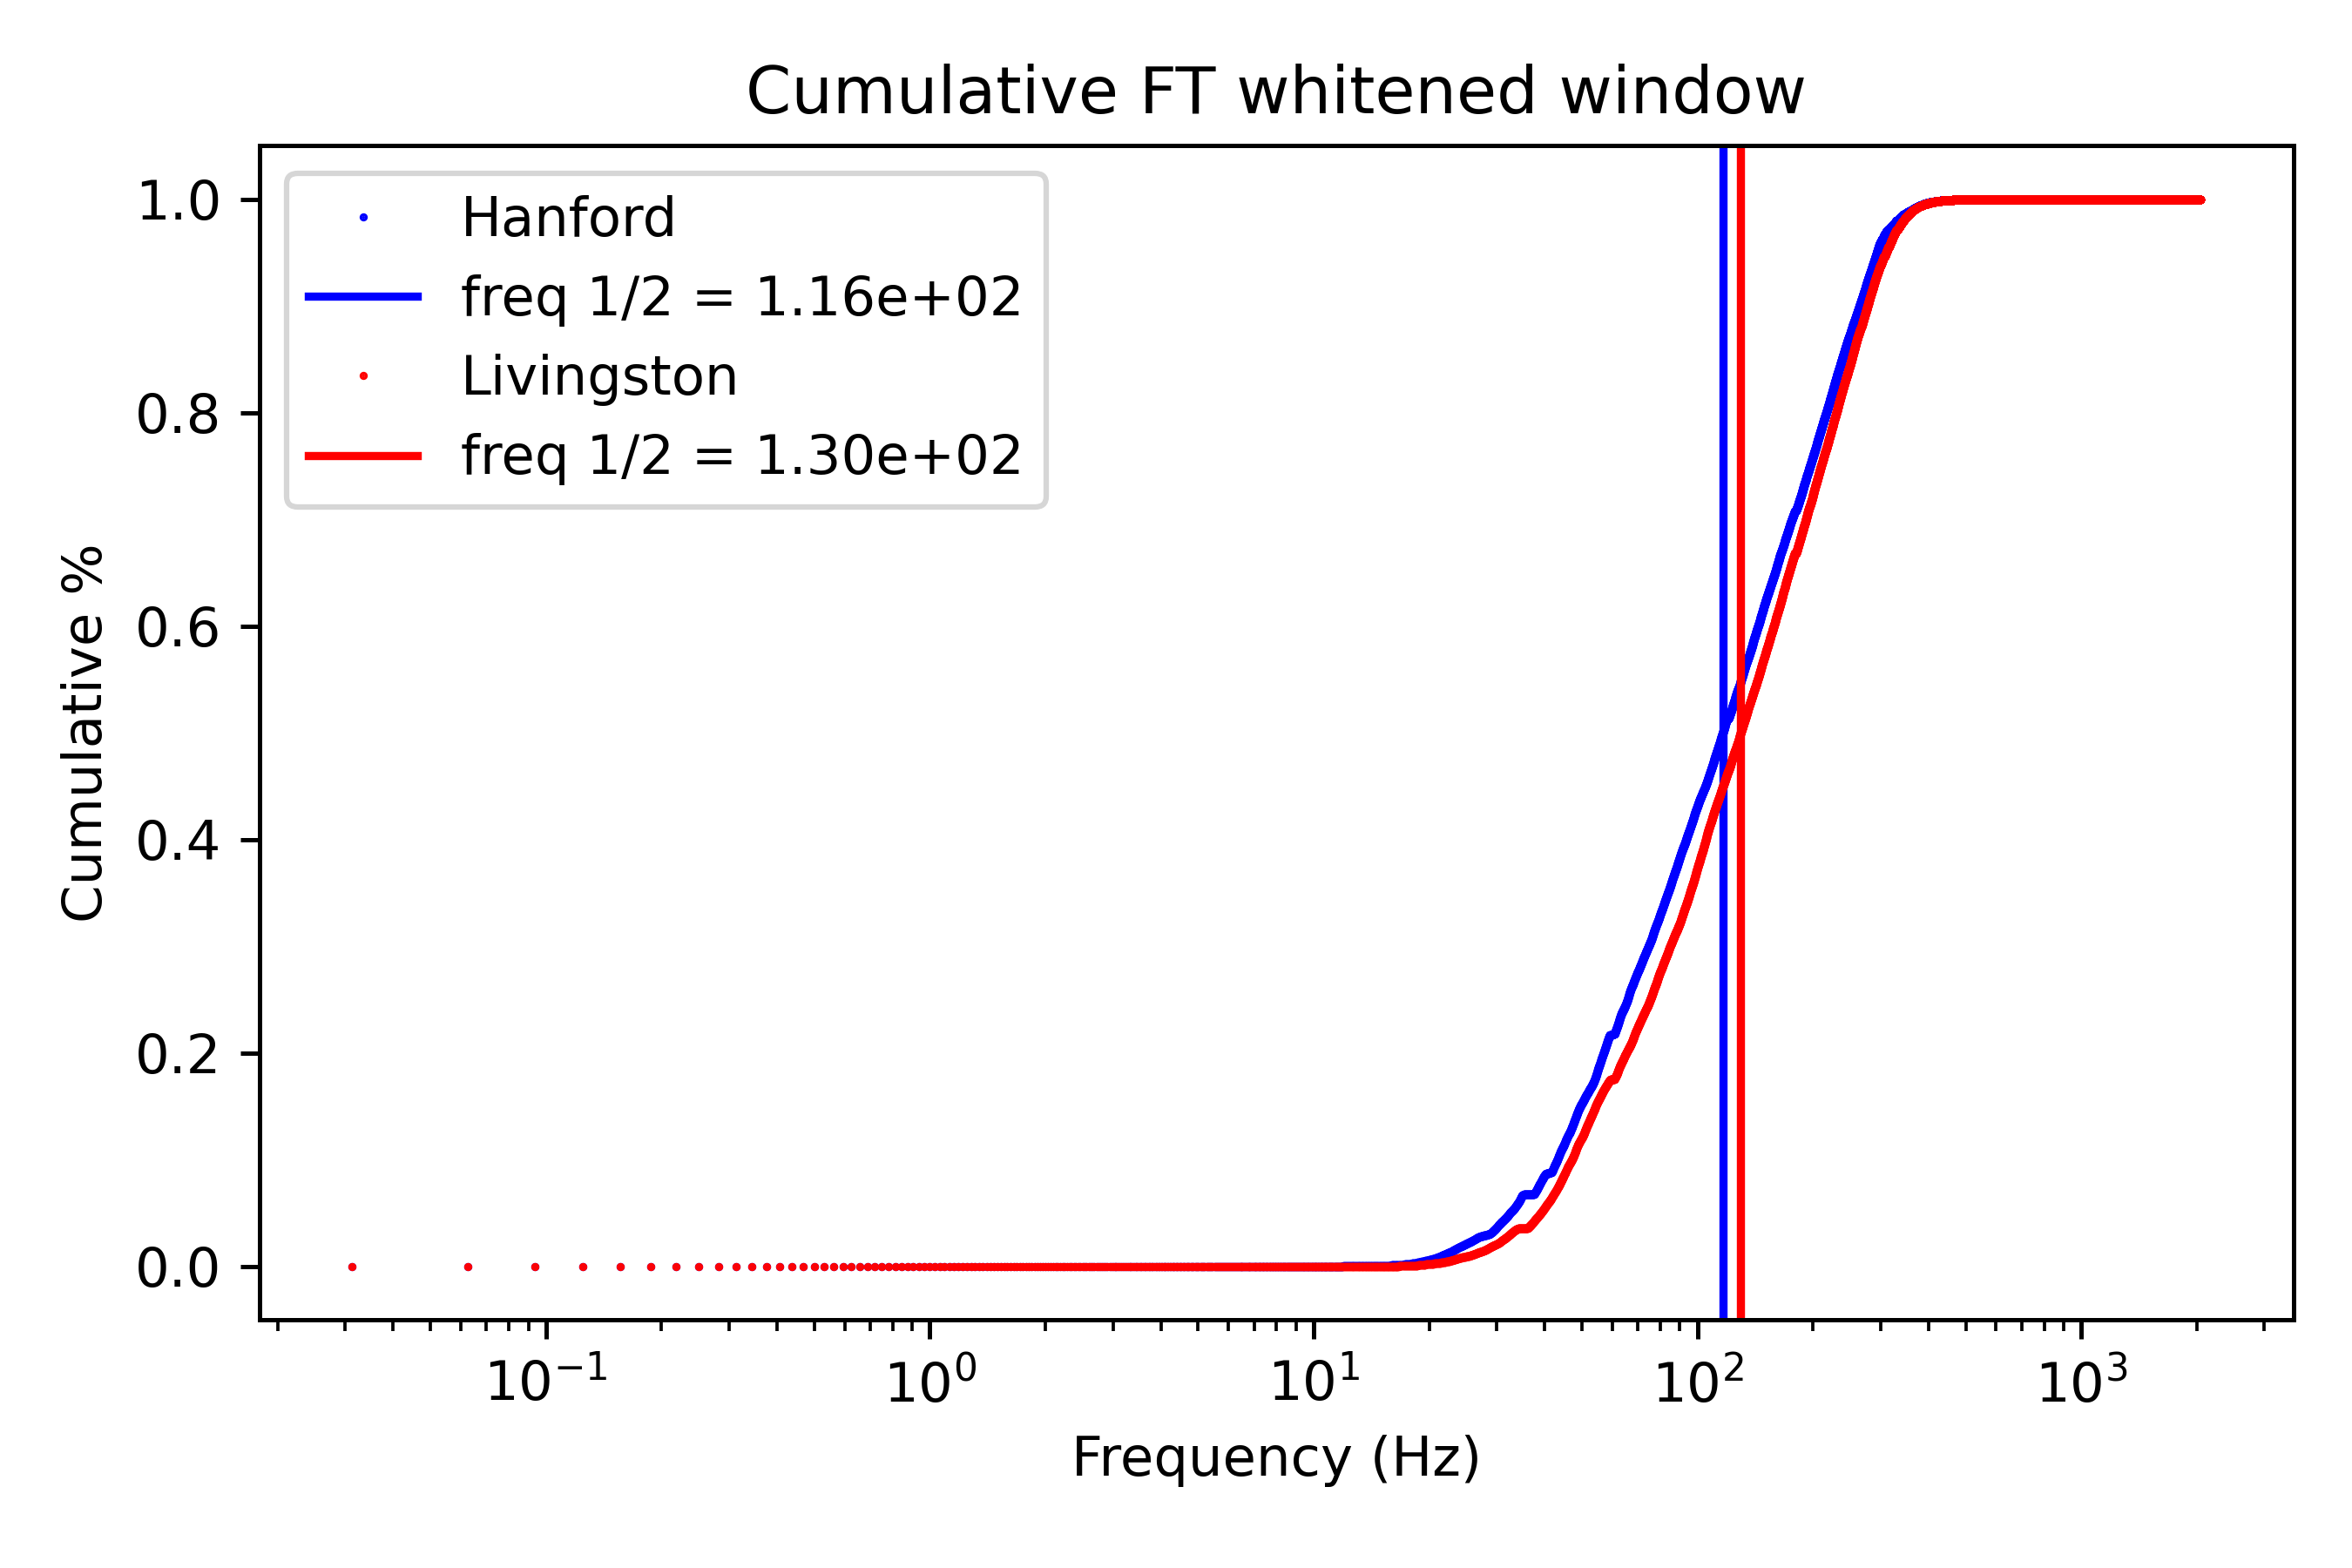 Cumulative FT whitened window
Hanford
freq 1/2 = 1.16e+02
Livingston
freq 1/2 = 1.30e+02
Cumulative %
1.0
0.8
0.6
0.4
0.2
0.0
10⁻¹ 10⁰ 10¹ 10² 10³
Frequency (Hz)